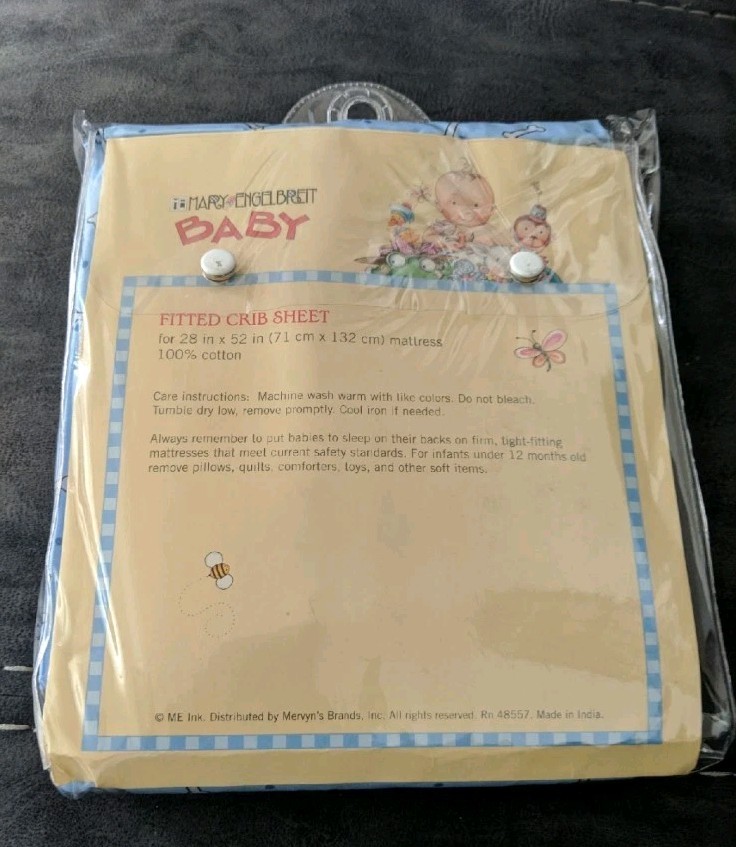 ME MARY ENGELBREIT
BABY
FITTED CRIB SHEET
for 28 in x 52 in (71 cm x 132 cm) mattress
100% cotton
Care instructions: Machine wash warm with like colors. Do not bleach.
Tumble dry low, remove promptly. Cool iron if needed.
Always remember to put babies to sleep on their backs on firm, tight-fitting
mattresses that meet current safety standards. For infants under 12 months old
remove pillows, quilts, comforters, toys, and other soft items.
© ME Ink. Distributed by Mervyn's Brands, Inc. All rights reserved. Rn 48557. Made in India.